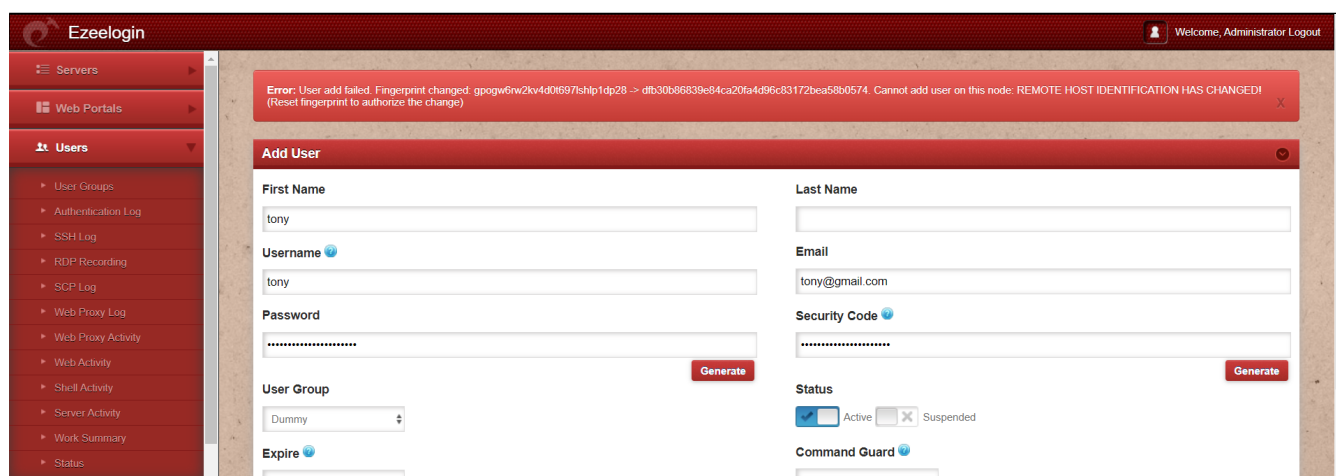 Ezeelogin
Welcome, Administrator Logout
Servers
Web Portals
Users
User Groups
Authentication Log
SSH Log
RDP Recording
SCP Log
Web Proxy Log
Web Proxy Activity
Web Activity
Shell Activity
Server Activity
Work Summary
Status
Error: User add failed. Fingerprint changed: gpogw6rw2kv4d0t697lshlp1dp28 -> dfb30b86839e84ca20fa4d96c83172bea58b0574. Cannot add user on this node: REMOTE HOST IDENTIFICATION HAS CHANGED!
(Reset fingerprint to authorize the change)
X
Add User
First Name
Last Name
tony
Username
Email
tony
tony@gmail.com
Password
Security Code
Generate
Generate
User Group
Status
Dummy
Active
Suspended
Expire
Command Guard